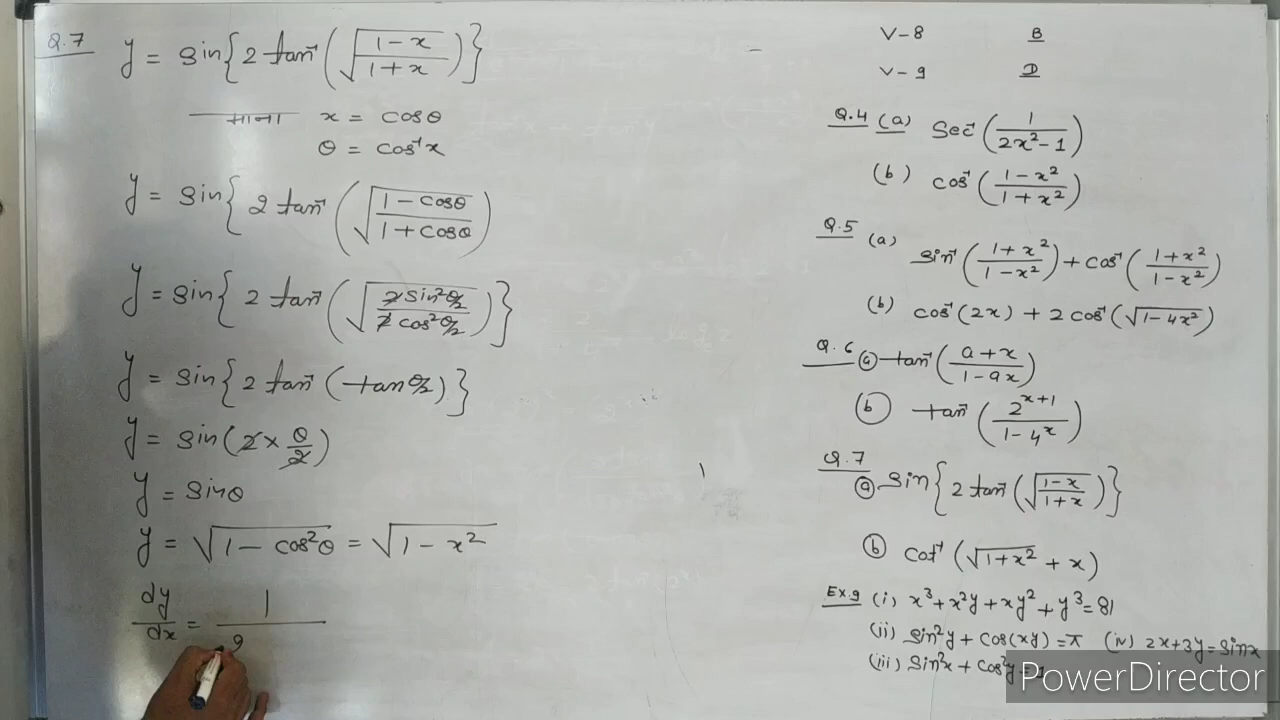 Q.7 y = sin{2 tan⁻¹(√((1-x)/(1+x)))}
माना x = cosθ
θ = cos⁻¹x
y = sin{2 tan⁻¹(√((1-cosθ)/(1+cosθ)))
y = sin{2 tan⁻¹(√((2sin²θ/2)/(2cos²θ/2)))}
y = sin{2 tan⁻¹(tanθ/2)}
y = sin(2×θ/2)
y = sinθ
y = √(1-cos²θ) = √(1-x²)
dy/dx = 1/2
V-8 B
V-9 D
Q.4 (a) Sec⁻¹(1/(2x²-1))
(b) cos⁻¹((1-x²)/(1+x²))
Q.5 (a) sin⁻¹((1+x²)/(1-x²)) + cos⁻¹((1+x²)/(1-x²))
(b) cos⁻¹(2x) + 2 cos⁻¹(√(1-4x²))
Q.6 (a) tan⁻¹((a+x)/(1-ax))
(b) tan⁻¹(2^(x+1)/(1-4^x))
Q.7 (a) sin{2 tan⁻¹(√((1-x)/(1+x)))}
(b) cot⁻¹(√(1+x²) + x)
Ex.9 (i) x³+x²y+xy²+y³=81
(ii) sin²y + cos(xy) = π (iv) 2x+3y=sinx
(iii) Sin²x + cos²y = 1
PowerDirector